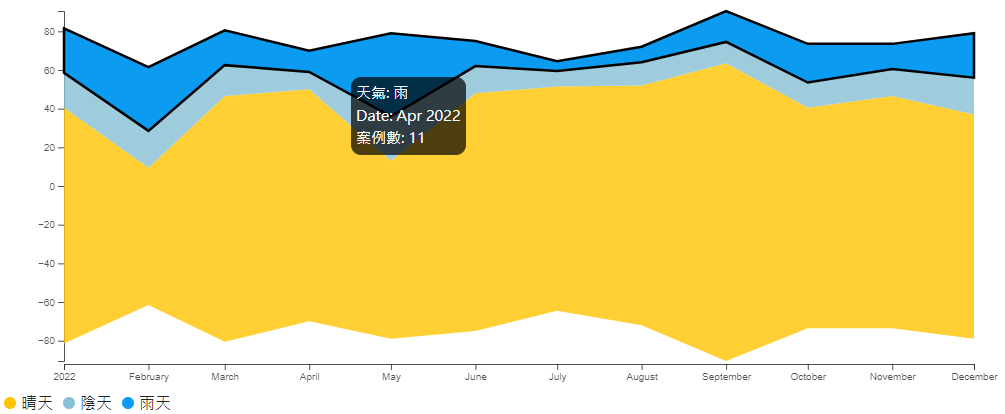 80
60
40
20
0
−20
−40
−60
−80
天氣: 雨
Date: Apr 2022
案例數: 11
2022 February March April May June July August September October November December
晴天 陰天 雨天